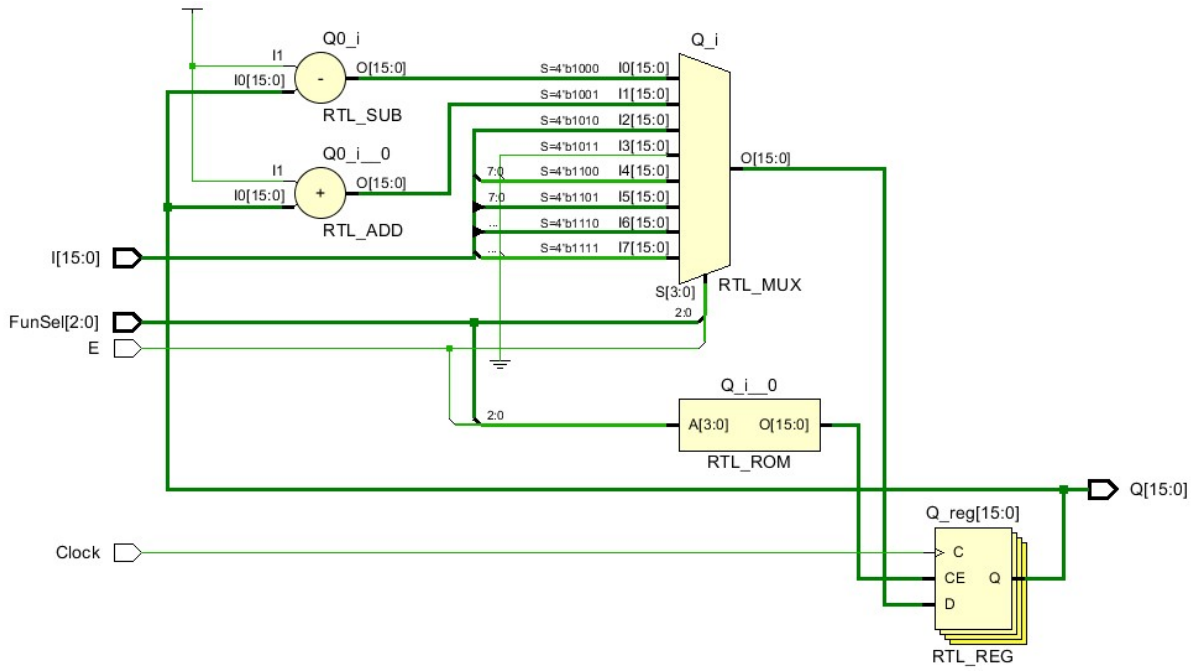 Q0_i
I1
I0[15:0]
-
O[15:0]
RTL_SUB
Q0_i__0
I1
I0[15:0]
+
O[15:0]
RTL_ADD
Q_i
S=4'b1000 I0[15:0]
S=4'b1001 I1[15:0]
S=4'b1010 I2[15:0]
S=4'b1011 I3[15:0]
7:0 S=4'b1100 I4[15:0]
7:0 S=4'b1101 I5[15:0]
... S=4'b1110 I6[15:0]
... S=4'b1111 I7[15:0]
O[15:0]
S[3:0]
RTL_MUX
2:0
I[15:0]
FunSel[2:0]
E
Q_i__0
2:0
A[3:0] O[15:0]
RTL_ROM
Q[15:0]
Q_reg[15:0]
Clock
C
CE Q
D
RTL_REG